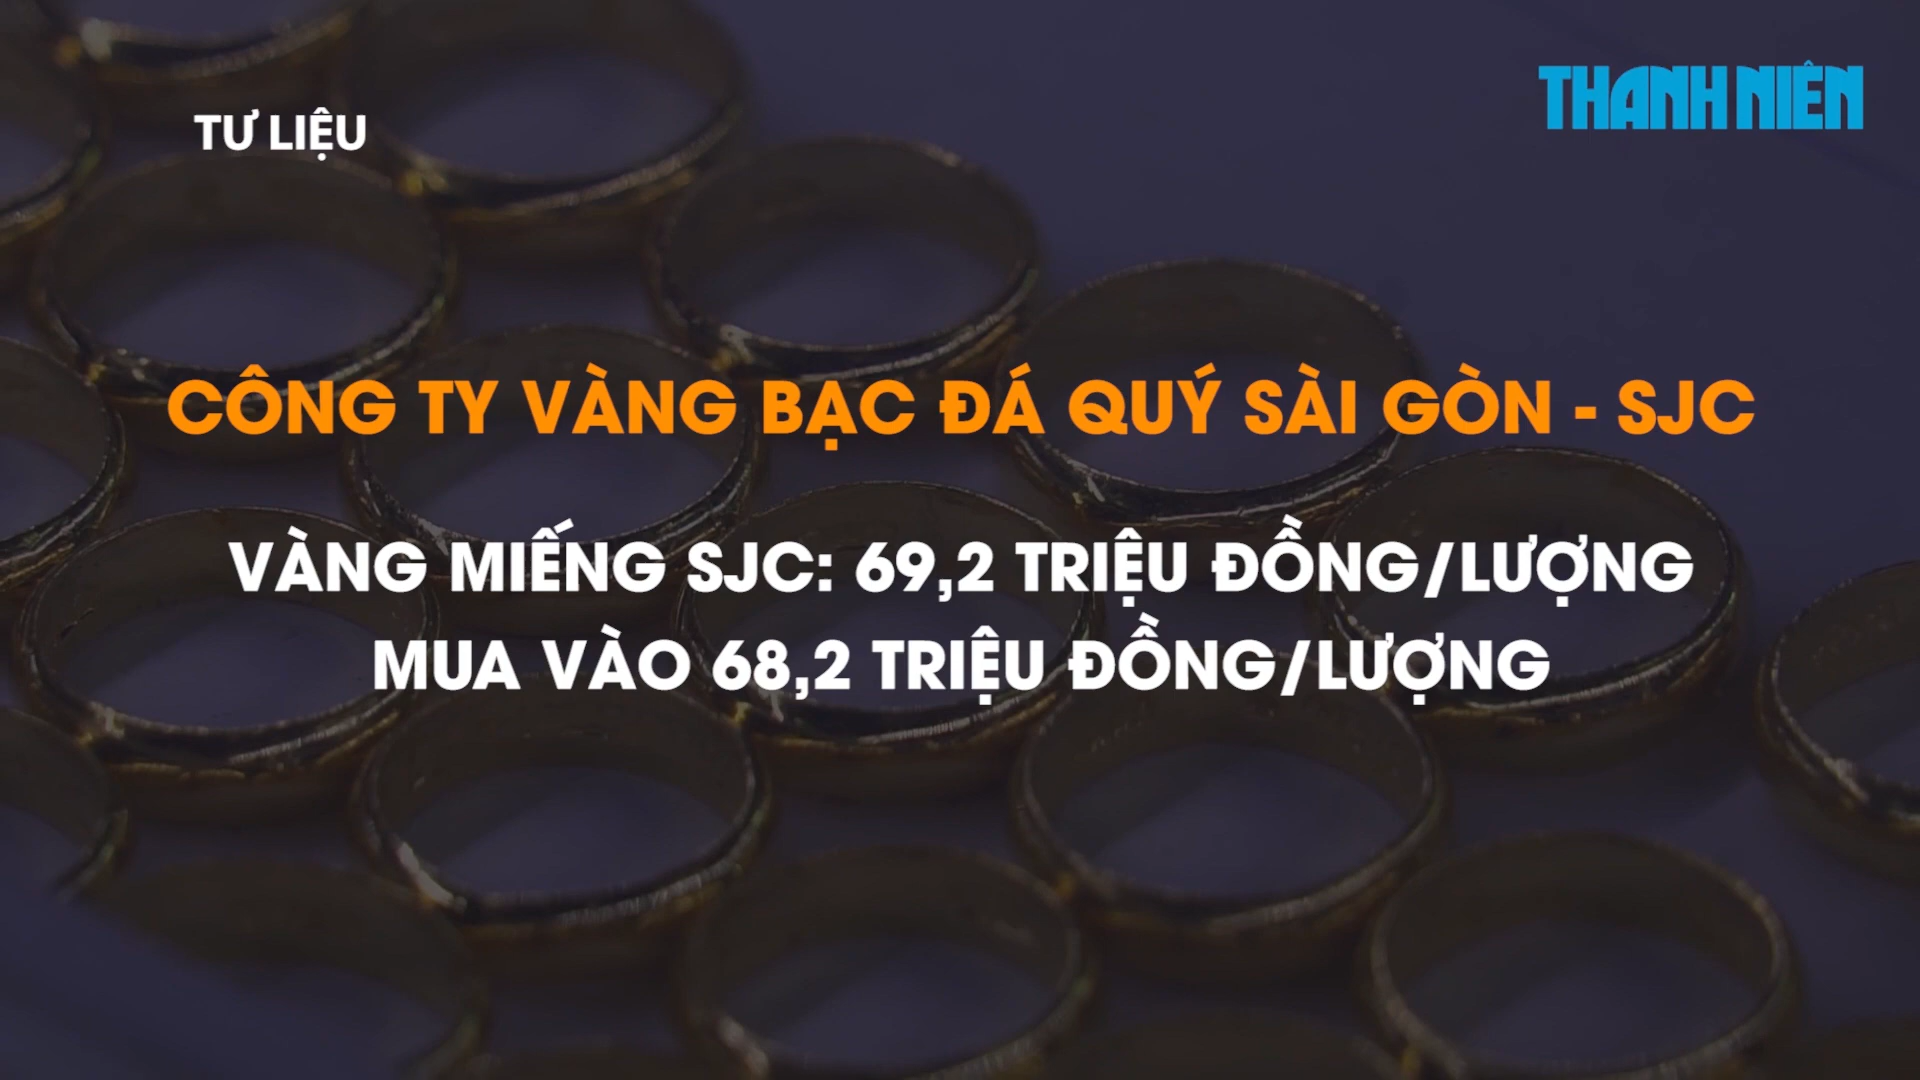 TƯ LIỆU
THANH NIÊN
CÔNG TY VÀNG BẠC ĐÁ QUÝ SÀI GÒN - SJC
VÀNG MIẾNG SJC: 69,2 TRIỆU ĐỒNG/LƯỢNG
MUA VÀO 68,2 TRIỆU ĐỒNG/LƯỢNG